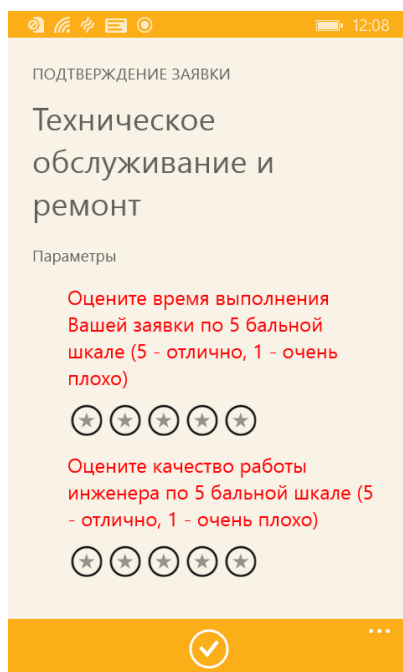 12:08
ПОДТВЕРЖДЕНИЕ ЗАЯВКИ
Техническое
обслуживание и
ремонт
Параметры
Оцените время выполнения
Вашей заявки по 5 бальной
шкале (5 - отлично, 1 - очень
плохо)
Оцените качество работы
инженера по 5 бальной шкале (5
- отлично, 1 - очень плохо)